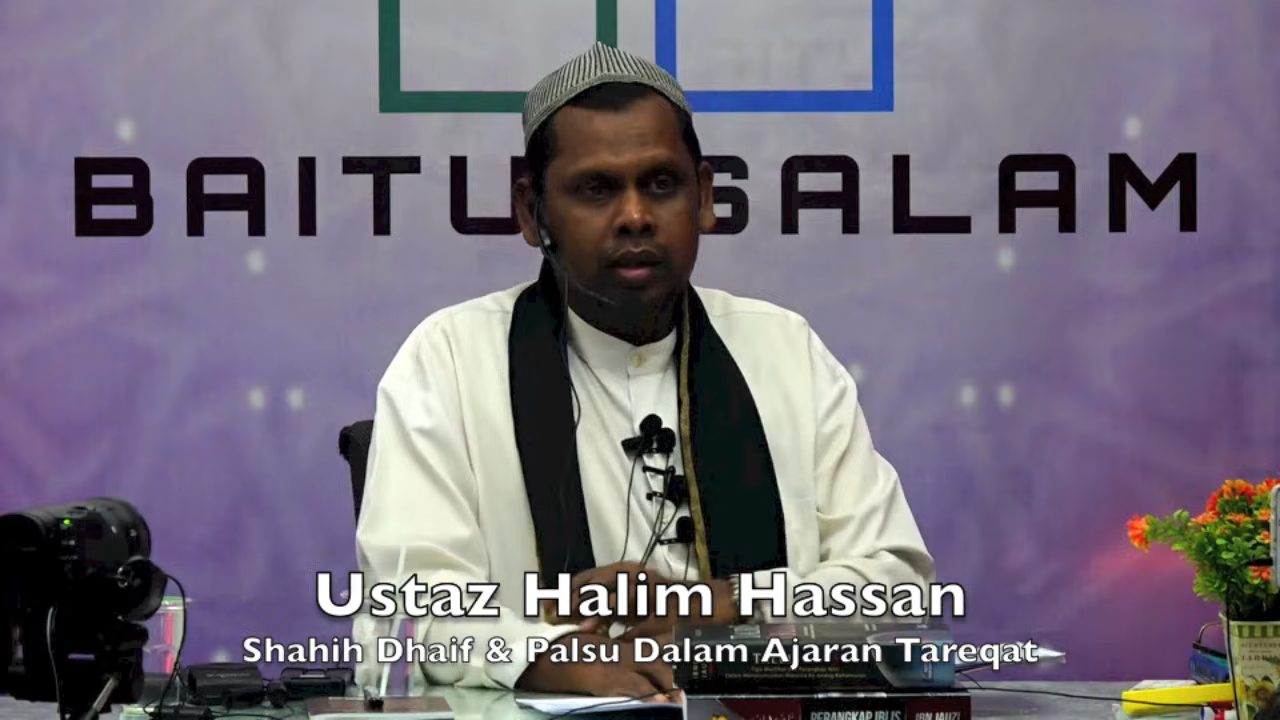 BAITU SALAM
Ustaz Halim Hassan
Shahih Dhaif & Palsu Dalam Ajaran Tareqat
PERANGKAP IBLIS IBN JAUZI